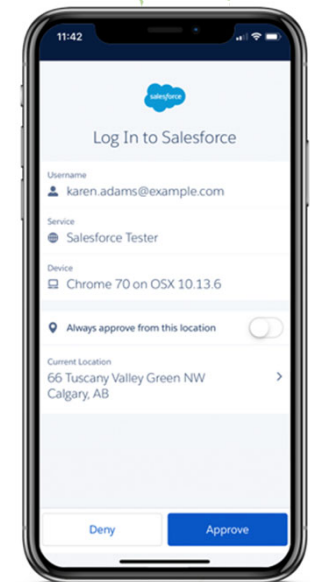 11:42
salesforce
Log In to Salesforce
Username
karen.adams@example.com
Service
Salesforce Tester
Device
Chrome 70 on OSX 10.13.6
Always approve from this location
Current Location
66 Tuscany Valley Green NW
Calgary, AB
Deny
Approve